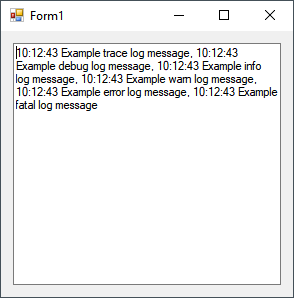 Form1
10:12:43 Example trace log message, 10:12:43
Example debug log message, 10:12:43 Example info
log message, 10:12:43 Example warn log message,
10:12:43 Example error log message, 10:12:43 Example
fatal log message